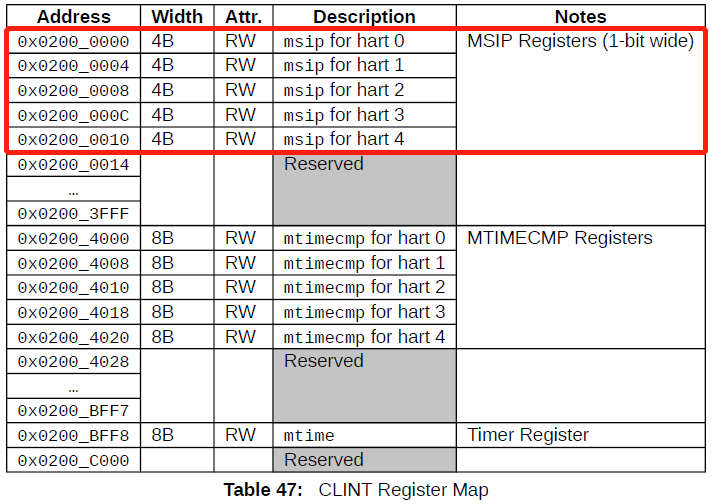 Address Width Attr. Description Notes
0x0200_0000 4B RW msip for hart 0 MSIP Registers (1-bit wide)
0x0200_0004 4B RW msip for hart 1
0x0200_0008 4B RW msip for hart 2
0x0200_000C 4B RW msip for hart 3
0x0200_0010 4B RW msip for hart 4
0x0200_0014 Reserved
…
0x0200_3FFF
0x0200_4000 8B RW mtimecmp for hart 0 MTIMECMP Registers
0x0200_4008 8B RW mtimecmp for hart 1
0x0200_4010 8B RW mtimecmp for hart 2
0x0200_4018 8B RW mtimecmp for hart 3
0x0200_4020 8B RW mtimecmp for hart 4
0x0200_4028 Reserved
…
0x0200_BFF7
0x0200_BFF8 8B RW mtime Timer Register
0x0200_C000 Reserved
Table 47: CLINT Register Map